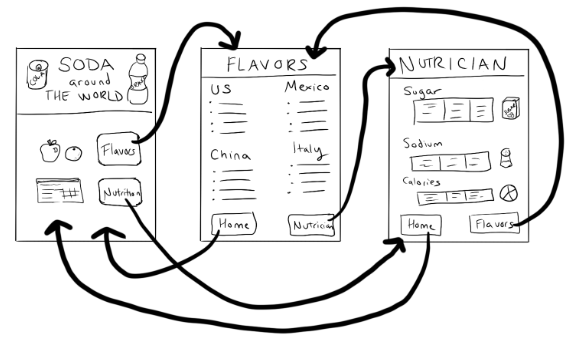 SODA
around
THE WORLD
Flavors
Nutrition
FLAVORS
US
Mexico
China
Italy
Home
Nutrician
NUTRICIAN
Sugar
Sodium
Calories
Home
Flavors